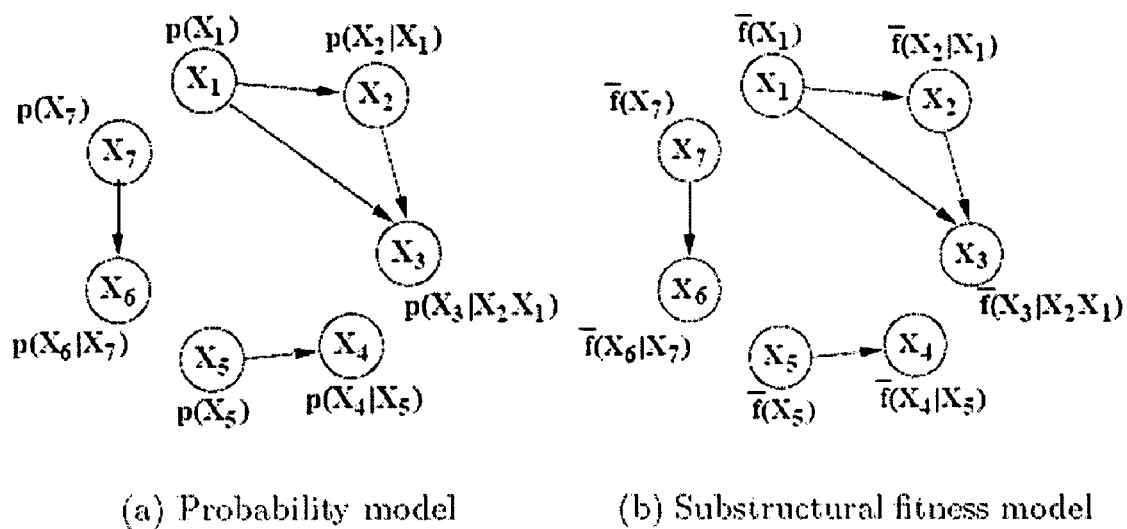 p(X₁)
p(X₂|X₁)
X₁
X₂
p(X₇)
X₇
X₃
X₆
p(X₃|X₂X₁)
p(X₆|X₇)
X₅
X₄
p(X₅)
p(X₄|X₅)
(a) Probability model
f̄(X₁)
f̄(X₂|X₁)
X₁
X₂
f̄(X₇)
X₇
X₃
X₆
f̄(X₃|X₂X₁)
f̄(X₆|X₇)
X₅
X₄
f̄(X₅)
f̄(X₄|X₅)
(b) Substructural fitness model